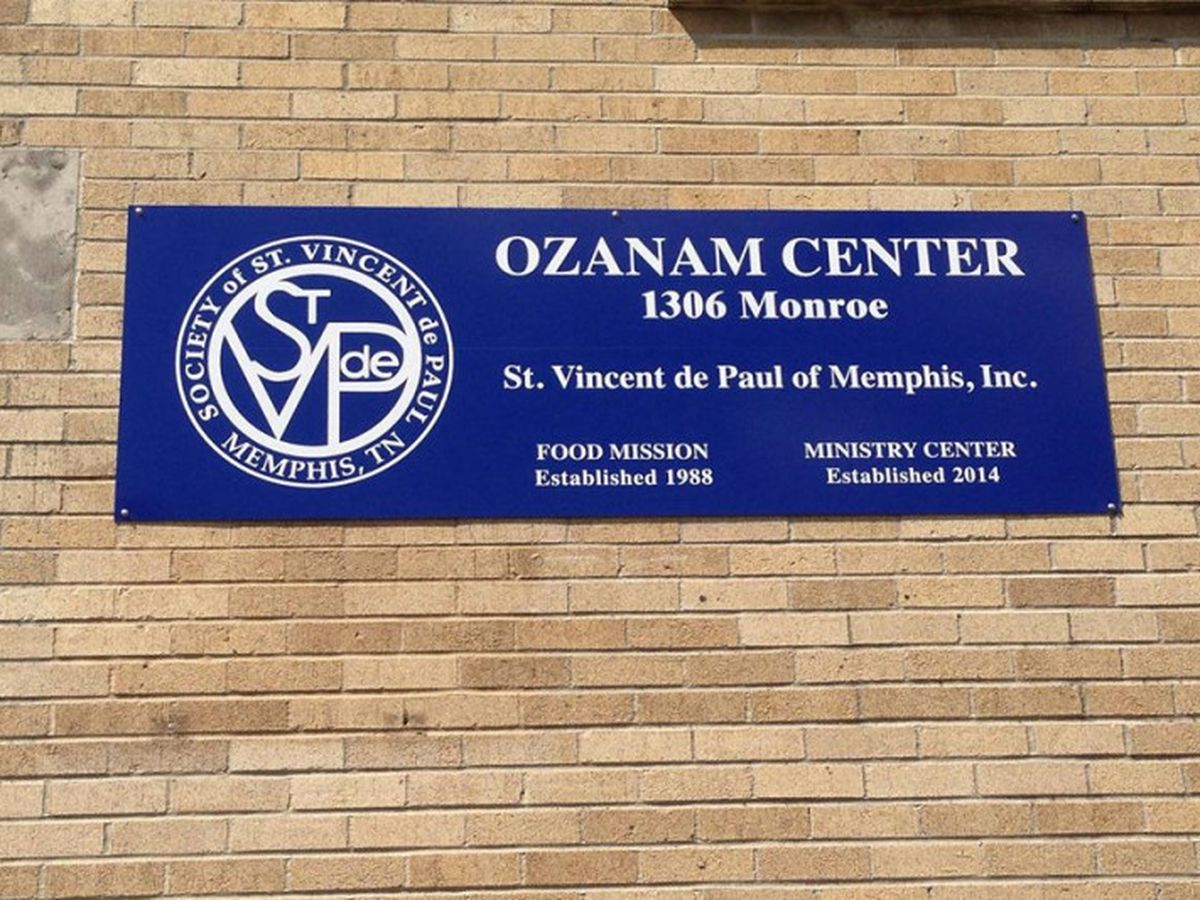 SOCIETY of ST. VINCENT de PAUL
MEMPHIS, TN
ST
V de P
OZANAM CENTER
1306 Monroe
St. Vincent de Paul of Memphis, Inc.
FOOD MISSION
Established 1988
MINISTRY CENTER
Established 2014